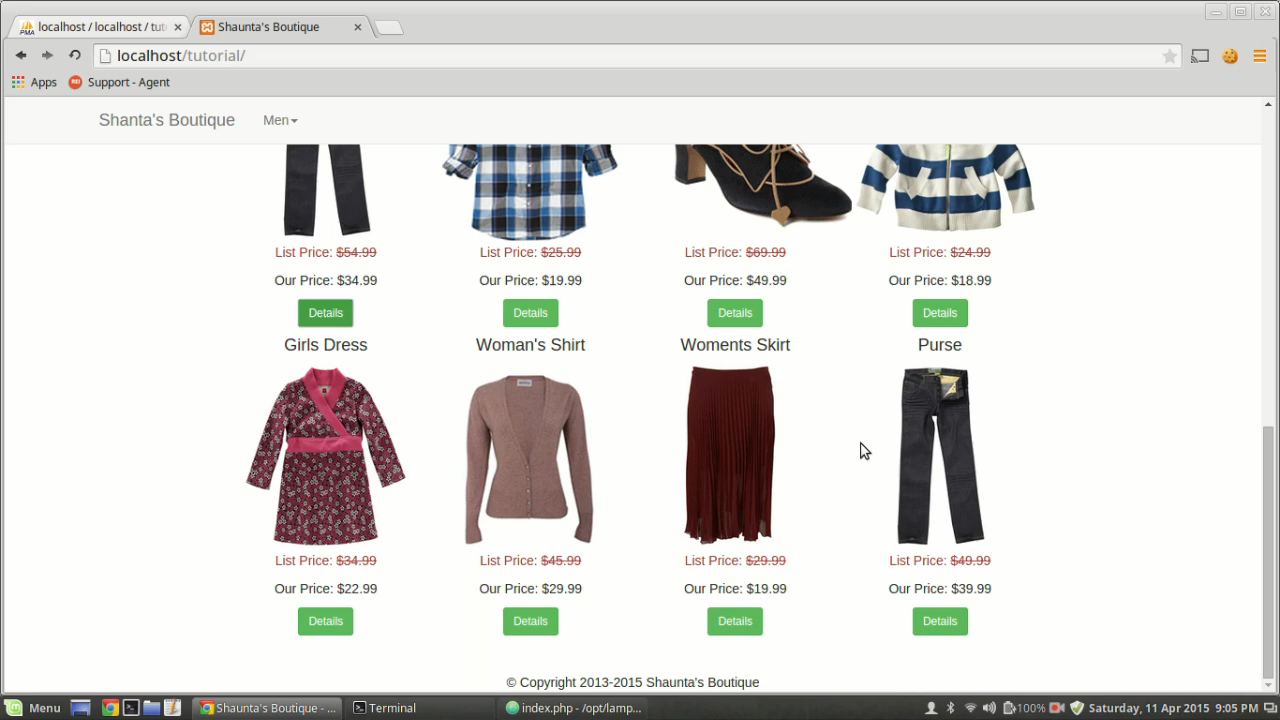 localhost / localhost / tut
Shaunta's Boutique
localhost/tutorial/
Apps
Support - Agent
Shanta's Boutique
Men
List Price: $54.99
List Price: $25.99
List Price: $69.99
List Price: $24.99
Our Price: $34.99
Our Price: $19.99
Our Price: $49.99
Our Price: $18.99
Details
Details
Details
Details
Girls Dress
Woman's Shirt
Woments Skirt
Purse
List Price: $34.99
List Price: $45.99
List Price: $29.99
List Price: $49.99
Our Price: $22.99
Our Price: $29.99
Our Price: $19.99
Our Price: $39.99
Details
Details
Details
Details
© Copyright 2013-2015 Shaunta's Boutique
Menu
Shaunta's Boutique - ...
Terminal
index.php - /opt/lamp...
100%
Saturday, 11 Apr 2015 9:05 PM